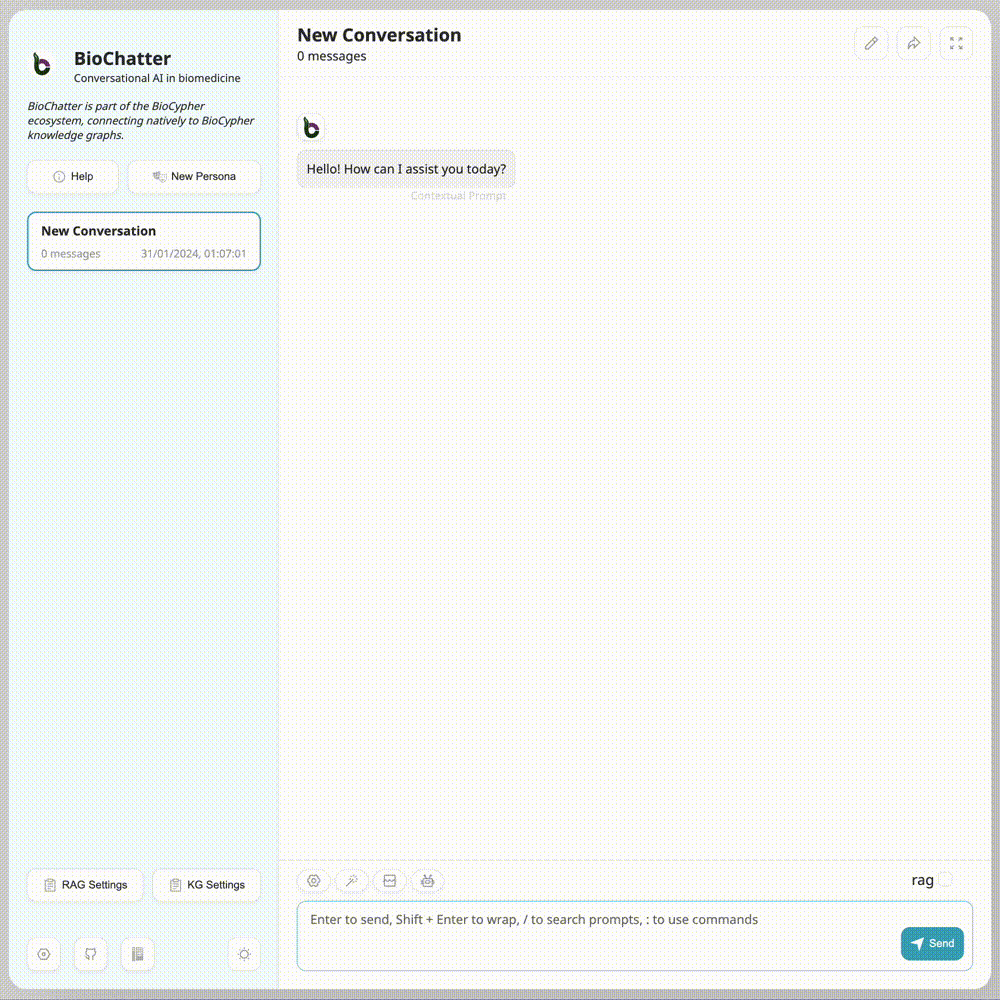 BioChatter
Conversational AI in biomedicine
BioChatter is part of the BioCypher
ecosystem, connecting natively to BioCypher
knowledge graphs.
Help
New Persona
New Conversation
0 messages
31/01/2024, 01:07:01
RAG Settings
KG Settings
New Conversation
0 messages
Hello! How can I assist you today?
Contextual Prompt
rag
Enter to send, Shift + Enter to wrap, / to search prompts, : to use commands
Send